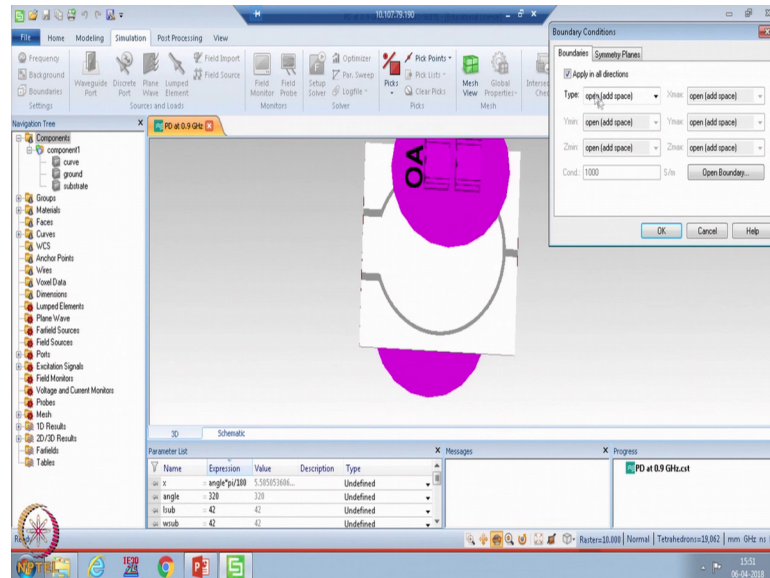 10.107.79.190
File Home Modeling Simulation Post Processing View
Frequency
Background
Boundaries
Settings
Waveguide Port
Discrete Port
Plane Wave
Lumped Element
Field Import
Field Source
Sources and Loads
Field Monitor
Field Probe
Monitors
Setup Solver
Optimizer
Par. Sweep
Logfile
Solver
Picks
Pick Points
Pick Lists
Clear Picks
Picks
Mesh View
Global Properties
Mesh
Boundary Conditions
Boundaries Symmetry Planes
Apply in all directions
Type: open (add space) Xmax: open (add space)
Ymin: open (add space) Ymax: open (add space)
Zmin: open (add space) Zmax: open (add space)
Cond.: 1000 S/m Open Boundary...
OK Cancel Help
Navigation Tree X
PD at 0.9 GHz
Components
component1
curve
ground
substrate
Groups
Materials
Faces
Curves
WCS
Anchor Points
Wires
Voxel Data
Dimensions
Lumped Elements
Plane Wave
Farfield Sources
Field Sources
Ports
Excitation Signals
Field Monitors
Voltage and Current Monitors
Probes
Mesh
1D Results
2D/3D Results
Farfields
Tables
OA
3D Schematic
Parameter List X
Name Expression Value Description Type
x = angle*pi/180 5.585053606... Undefined
angle = 320 320 Undefined
lsub = 42 42 Undefined
wsub = 42 42 Undefined
Messages X
Progress
PD at 0.9 GHz.cst
Raster=10.000 Normal Tetrahedrons=19,062 mm GHz ns
NPTEL
IE3D
15:51
06-04-2018